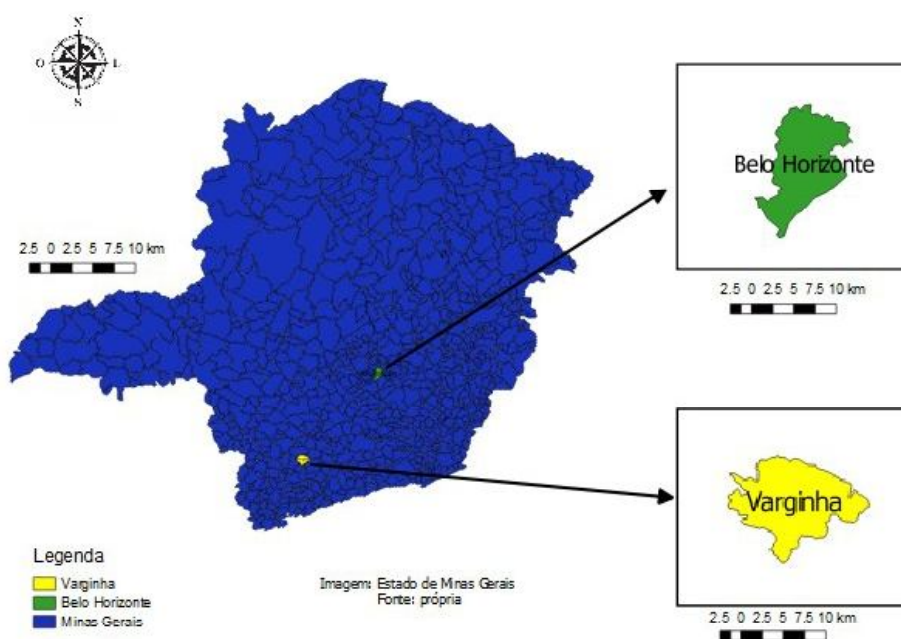 N
O L
S
2.5 0 2.5 5 7.5 10 km
Belo Horizonte
2.5 0 2.5 5 7.5 10 km
Varginha
2.5 0 2.5 5 7.5 10 km
Legenda
Varginha
Belo Horizonte
Minas Gerais
Imagem: Estado de Minas Gerais
Fonte: própria